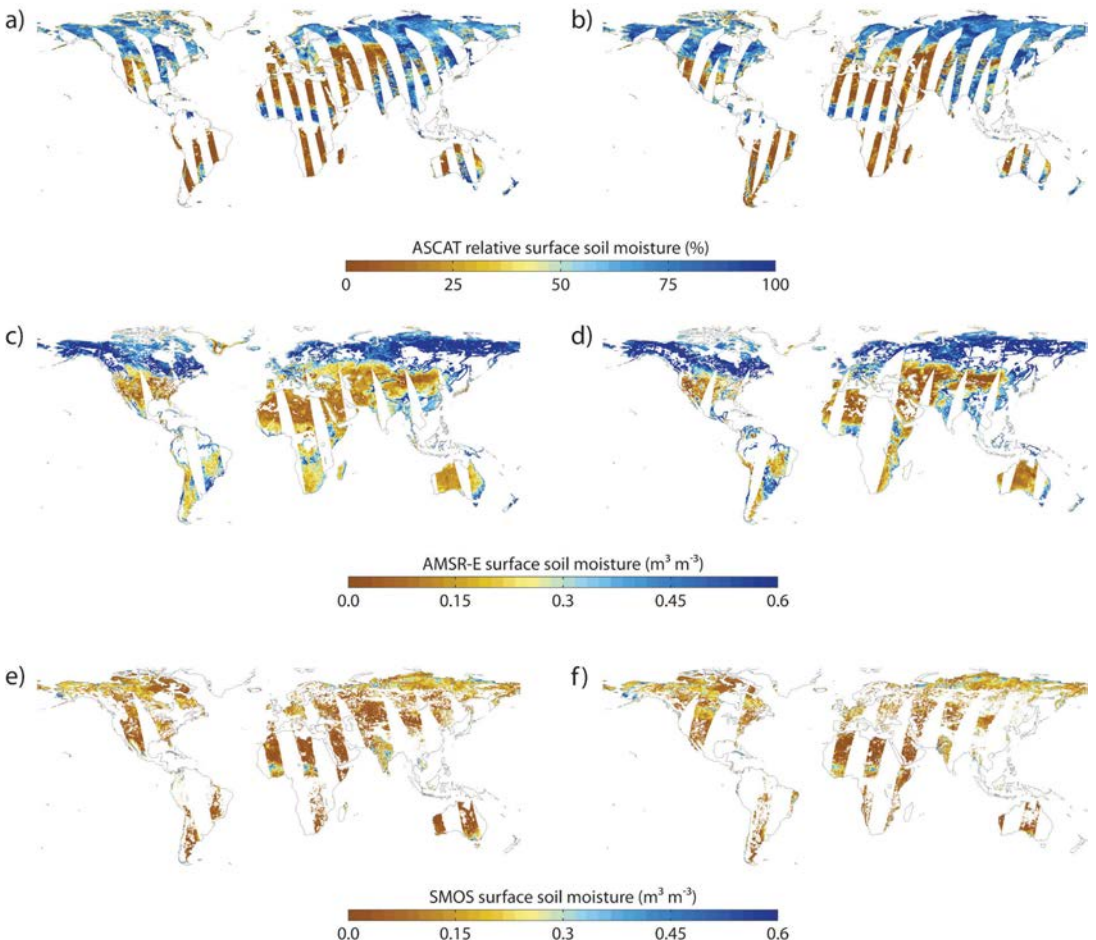 a)
b)
ASCAT relative surface soil moisture (%)
0 25 50 75 100
c)
d)
AMSR-E surface soil moisture (m³ m⁻³)
0.0 0.15 0.3 0.45 0.6
e)
f)
SMOS surface soil moisture (m³ m⁻³)
0.0 0.15 0.3 0.45 0.6